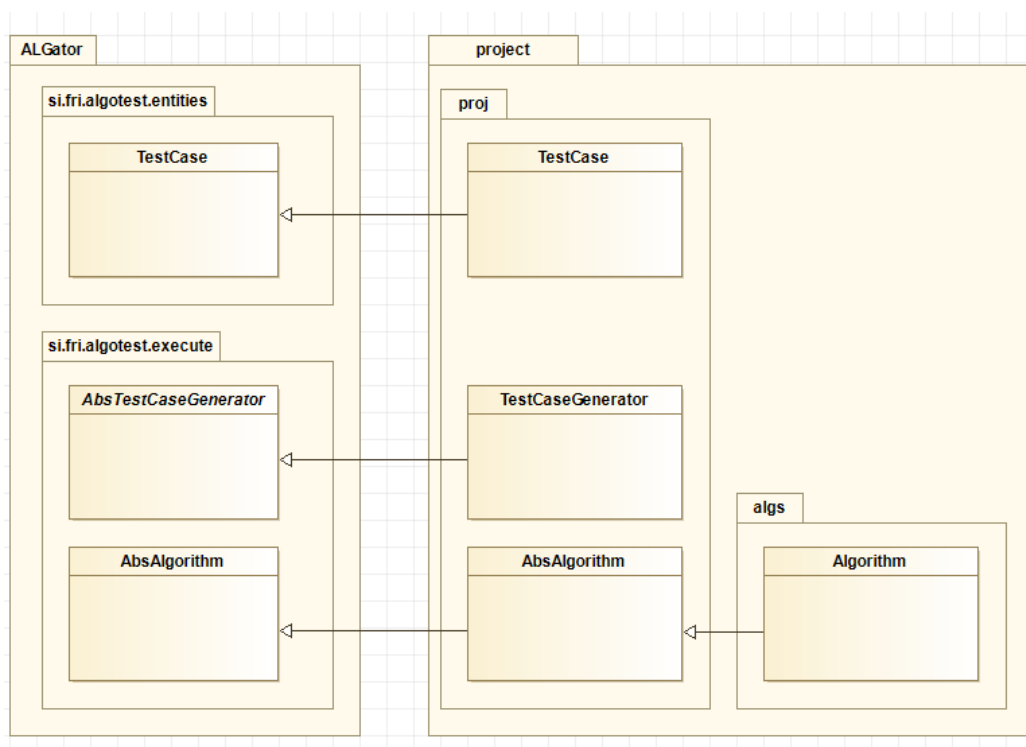 ALGator
project
si.fri.algotest.entities
proj
TestCase
TestCase
si.fri.algotest.execute
AbsTestCaseGenerator
TestCaseGenerator
algs
AbsAlgorithm
AbsAlgorithm
Algorithm